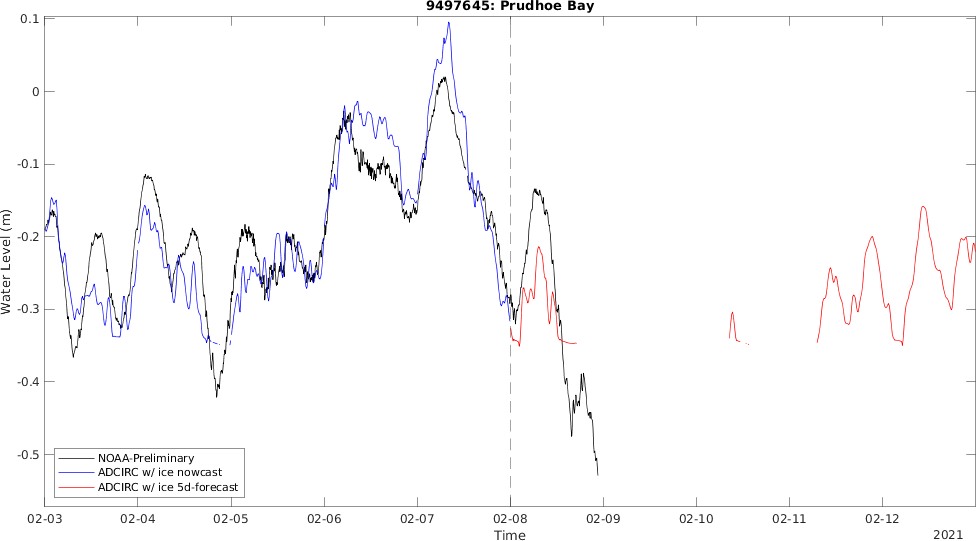 9497645: Prudhoe Bay
0.1
0
-0.1
-0.2
-0.3
-0.4
-0.5
Water Level (m)
NOAA-Preliminary
ADCIRC w/ ice nowcast
ADCIRC w/ ice 5d-forecast
02-03 02-04 02-05 02-06 02-07 02-08 02-09 02-10 02-11 02-12
Time
2021